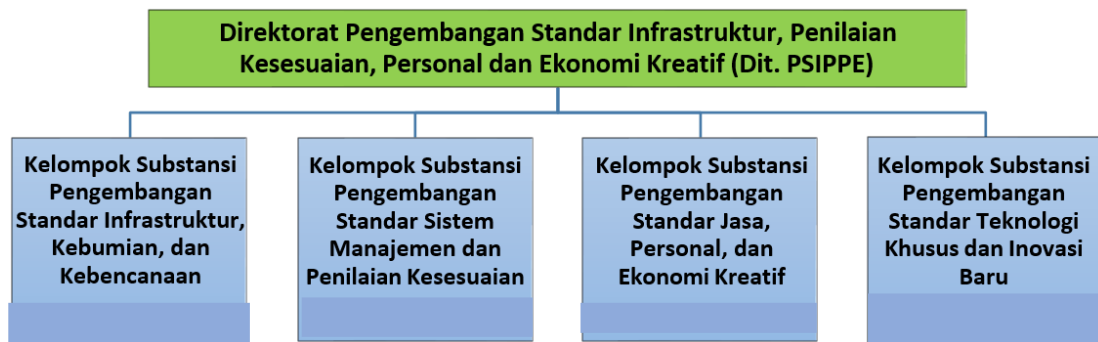 Direktorat Pengembangan Standar Infrastruktur, Penilaian
Kesesuaian, Personal dan Ekonomi Kreatif (Dit. PSIPPE)
Kelompok Substansi
Pengembangan
Standar Infrastruktur,
Kebumian, dan
Kebencanaan
Kelompok Substansi
Pengembangan
Standar Sistem
Manajemen dan
Penilaian Kesesuaian
Kelompok Substansi
Pengembangan
Standar Jasa,
Personal, dan
Ekonomi Kreatif
Kelompok Substansi
Pengembangan
Standar Teknologi
Khusus dan Inovasi
Baru